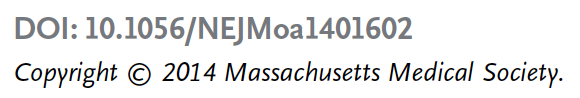 DOI: 10.1056/NEJMoa1401602
Copyright © 2014 Massachusetts Medical Society.